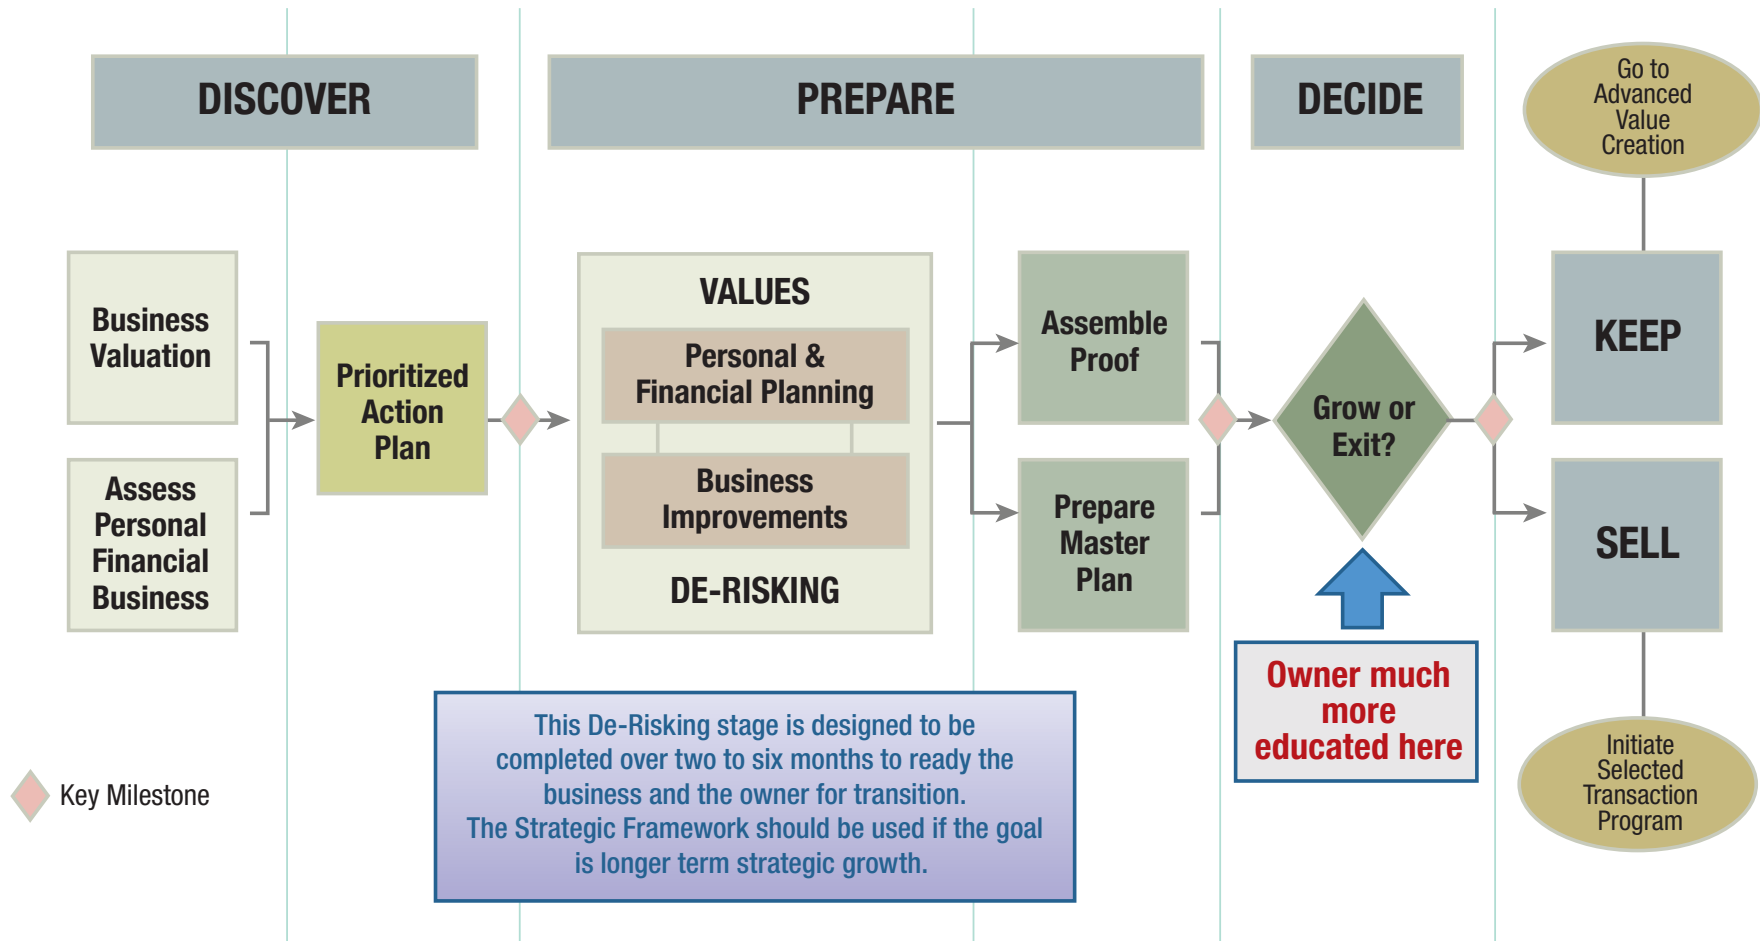 DISCOVER
PREPARE
DECIDE
Go to
Advanced
Value
Creation
Business
Valuation
Assess
Personal
Financial
Business
Prioritized
Action
Plan
VALUES
Personal &
Financial Planning
Business
Improvements
DE-RISKING
Assemble
Proof
Prepare
Master
Plan
Grow or
Exit?
KEEP
SELL
Owner much
more
educated here
This De-Risking stage is designed to be
completed over two to six months to ready the
business and the owner for transition.
The Strategic Framework should be used if the goal
is longer term strategic growth.
Initiate
Selected
Transaction
Program
Key Milestone